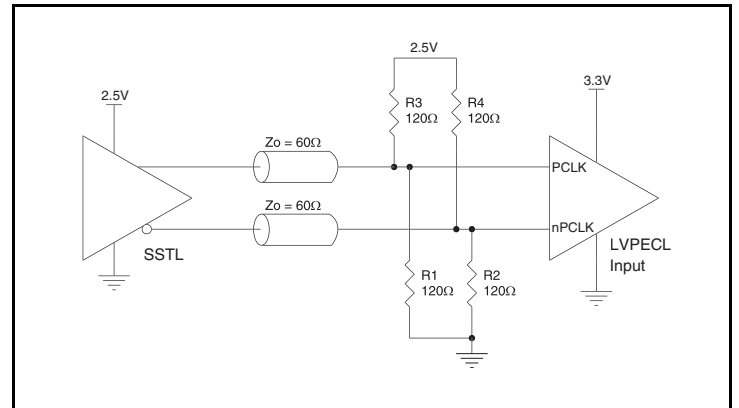 2.5V
3.3V
2.5V
R3
120Ω
R4
120Ω
Zo = 60Ω
PCLK
Zo = 60Ω
nPCLK
SSTL
LVPECL
Input
R1
120Ω
R2
120Ω